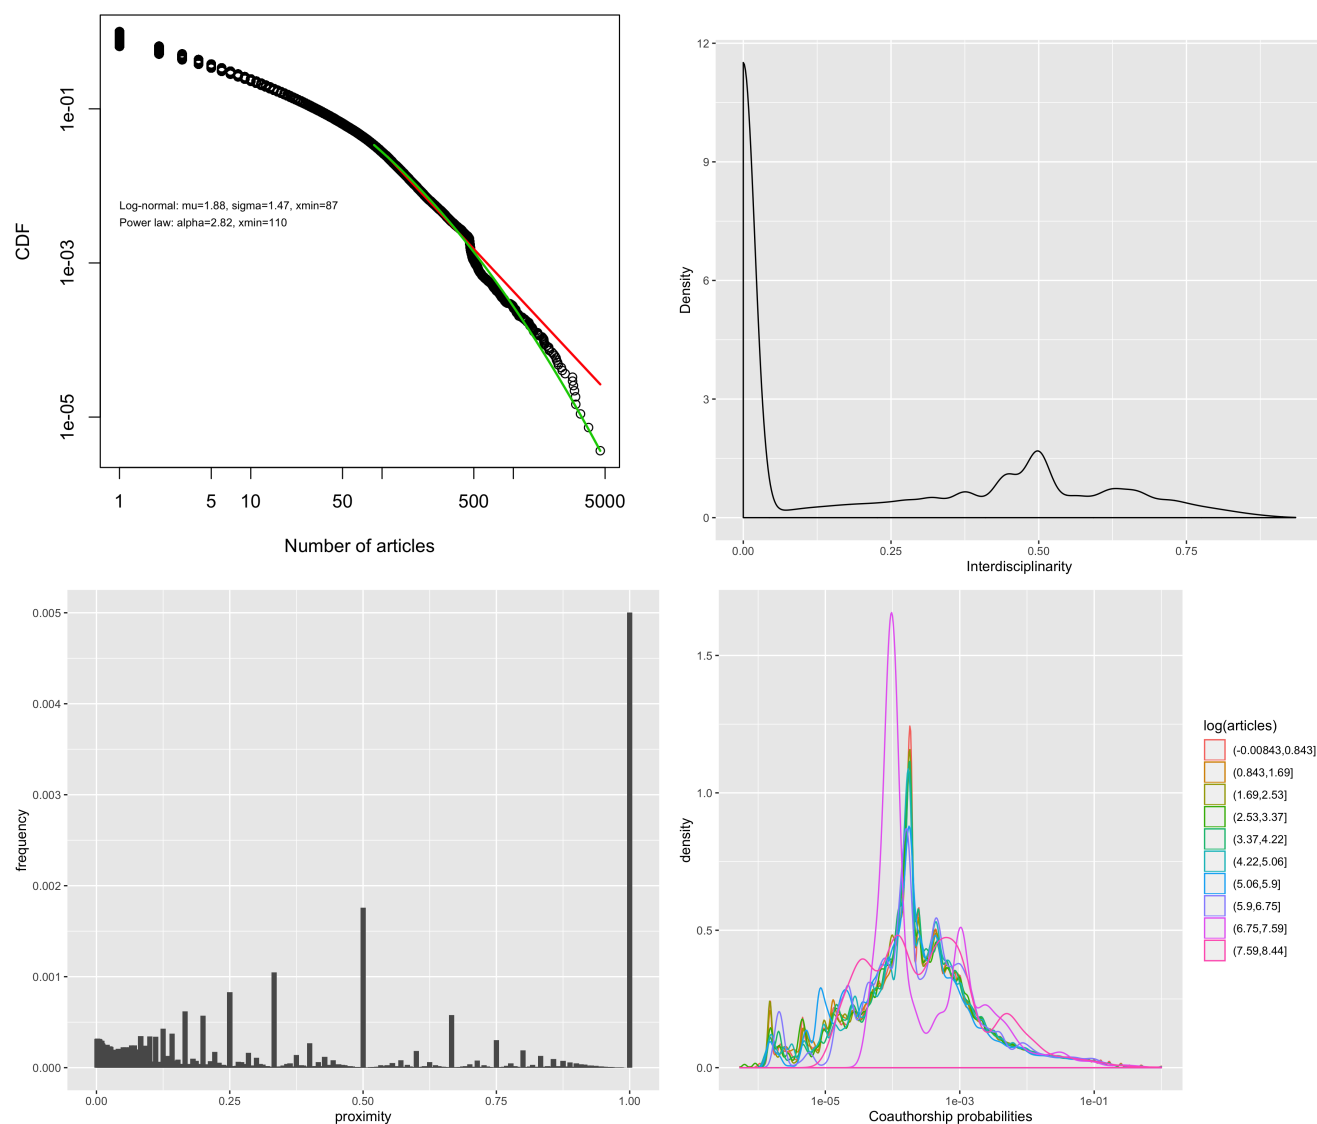 CDF
1e-01
1e-03
1e-05
Log-normal: mu=1.88, sigma=1.47, xmin=87
Power law: alpha=2.82, xmin=110
1 5 10 50 500 5000
Number of articles
Density
12
9
6
3
0
0.00 0.25 0.50 0.75
Interdisciplinarity
frequency
0.005
0.004
0.003
0.002
0.001
0.000
0.00 0.25 0.50 0.75 1.00
proximity
density
1.5
1.0
0.5
0.0
1e-05 1e-03 1e-01
Coauthorship probabilities
log(articles)
(-0.00843,0.843]
(0.843,1.69]
(1.69,2.53]
(2.53,3.37]
(3.37,4.22]
(4.22,5.06]
(5.06,5.9]
(5.9,6.75]
(6.75,7.59]
(7.59,8.44]